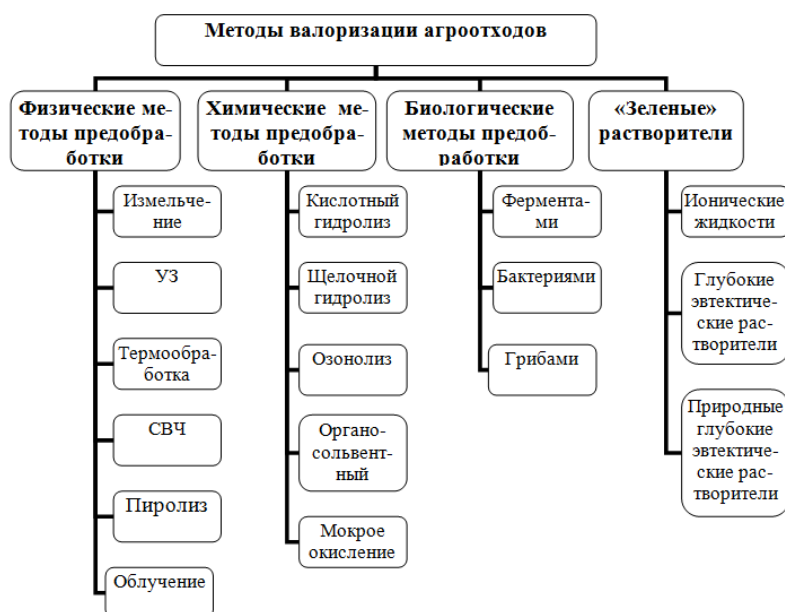 Методы валоризации агроотходов
Физические ме-
тоды предобра-
ботки
Измельче-
ние
УЗ
Термообра-
ботка
СВЧ
Пиролиз
Облучение
Химические ме-
тоды предобра-
ботки
Кислотный
гидролиз
Щелочной
гидролиз
Озонолиз
Органо-
сольвент-
ный
Мокрое
окисление
Биологические
методы предоб-
работки
Фермента-
ми
Бактериями
Грибами
«Зеленые»
растворители
Ионические
жидкости
Глубокие
эвтектиче-
ские рас-
творители
Природные
глубокие
эвтектиче-
ские рас-
творители